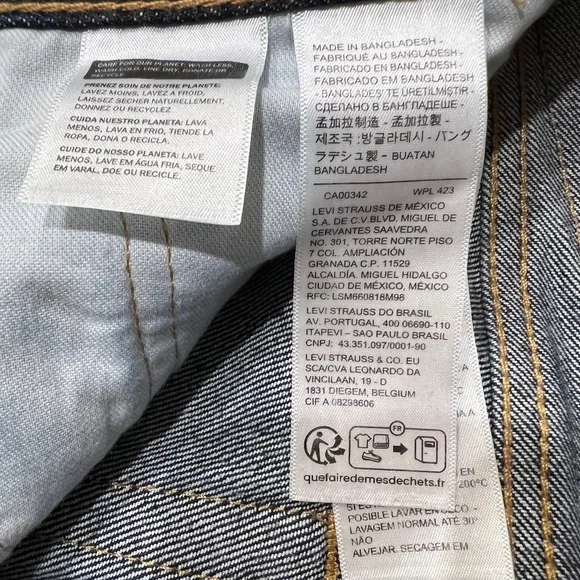 CARE FOR OUR PLANET: WASH LESS,
WASH COLD, LINE DRY, DONATE OR
RECYCLE
PRENEZ SOIN DE NOTRE PLANETE:
LAVEZ MOINS, LAVEZ A FROID,
LAISSEZ SECHER NATURELLEMENT,
DONNEZ OU RECYCLEZ
CUIDA NUESTRO PLANETA: LAVA
MENOS, LAVA EN FRIO, TIENDE LA
ROPA, DONA O RECICLA.
CUIDE DO NOSSO PLANETA: LAVE
MENOS, LAVE EM ÁGUA FRIA, SEQUE
EM VARAL, DOE OU RECICLE.
MADE IN BANGLADESH -
FABRIQUÉ AU BANGLADESH -
FABRICADO EN BANGLADESH -
FABRICADO EM BANGLADESH
- BANGLADEŞ'TE ÜRETİLMİŞTİR -
СДЕЛАНО В БАНГЛАДЕШЕ -
孟加拉制造 - 孟加拉製 -
제조국 : 방글라데시 - バング
ラデシュ製 - BUATAN
BANGLADESH
CA00342 WPL 423
LEVI STRAUSS DE MÉXICO
S.A. DE C.V.BLVD. MIGUEL DE
CERVANTES SAAVEDRA
NO. 301, TORRE NORTE PISO
7 COL. AMPLIACIÓN
GRANADA C.P. 11529
ALCALDÍA. MIGUEL HIDALGO
CIUDAD DE MÉXICO, MÉXICO
RFC: LSM660818M98
LEVI STRAUSS DO BRASIL
AV. PORTUGAL, 400 06690-110
ITAPEVI – SÃO PAULO BRASIL
CNPJ: 43.351.097/0001-90
LEVI STRAUSS & CO. EU
SCA/CVA LEONARDO DA
VINCILAAN, 19 - D
1831 DIEGEM, BELGIUM
CIF A 08298606
FR
quefairedemesdechets.fr
EN
200°C
POSIBLE LAVAR EN SECO -
LAVAGEM NORMAL ATÉ 30°
NÃO
ALVEJAR. SECAGEM EM